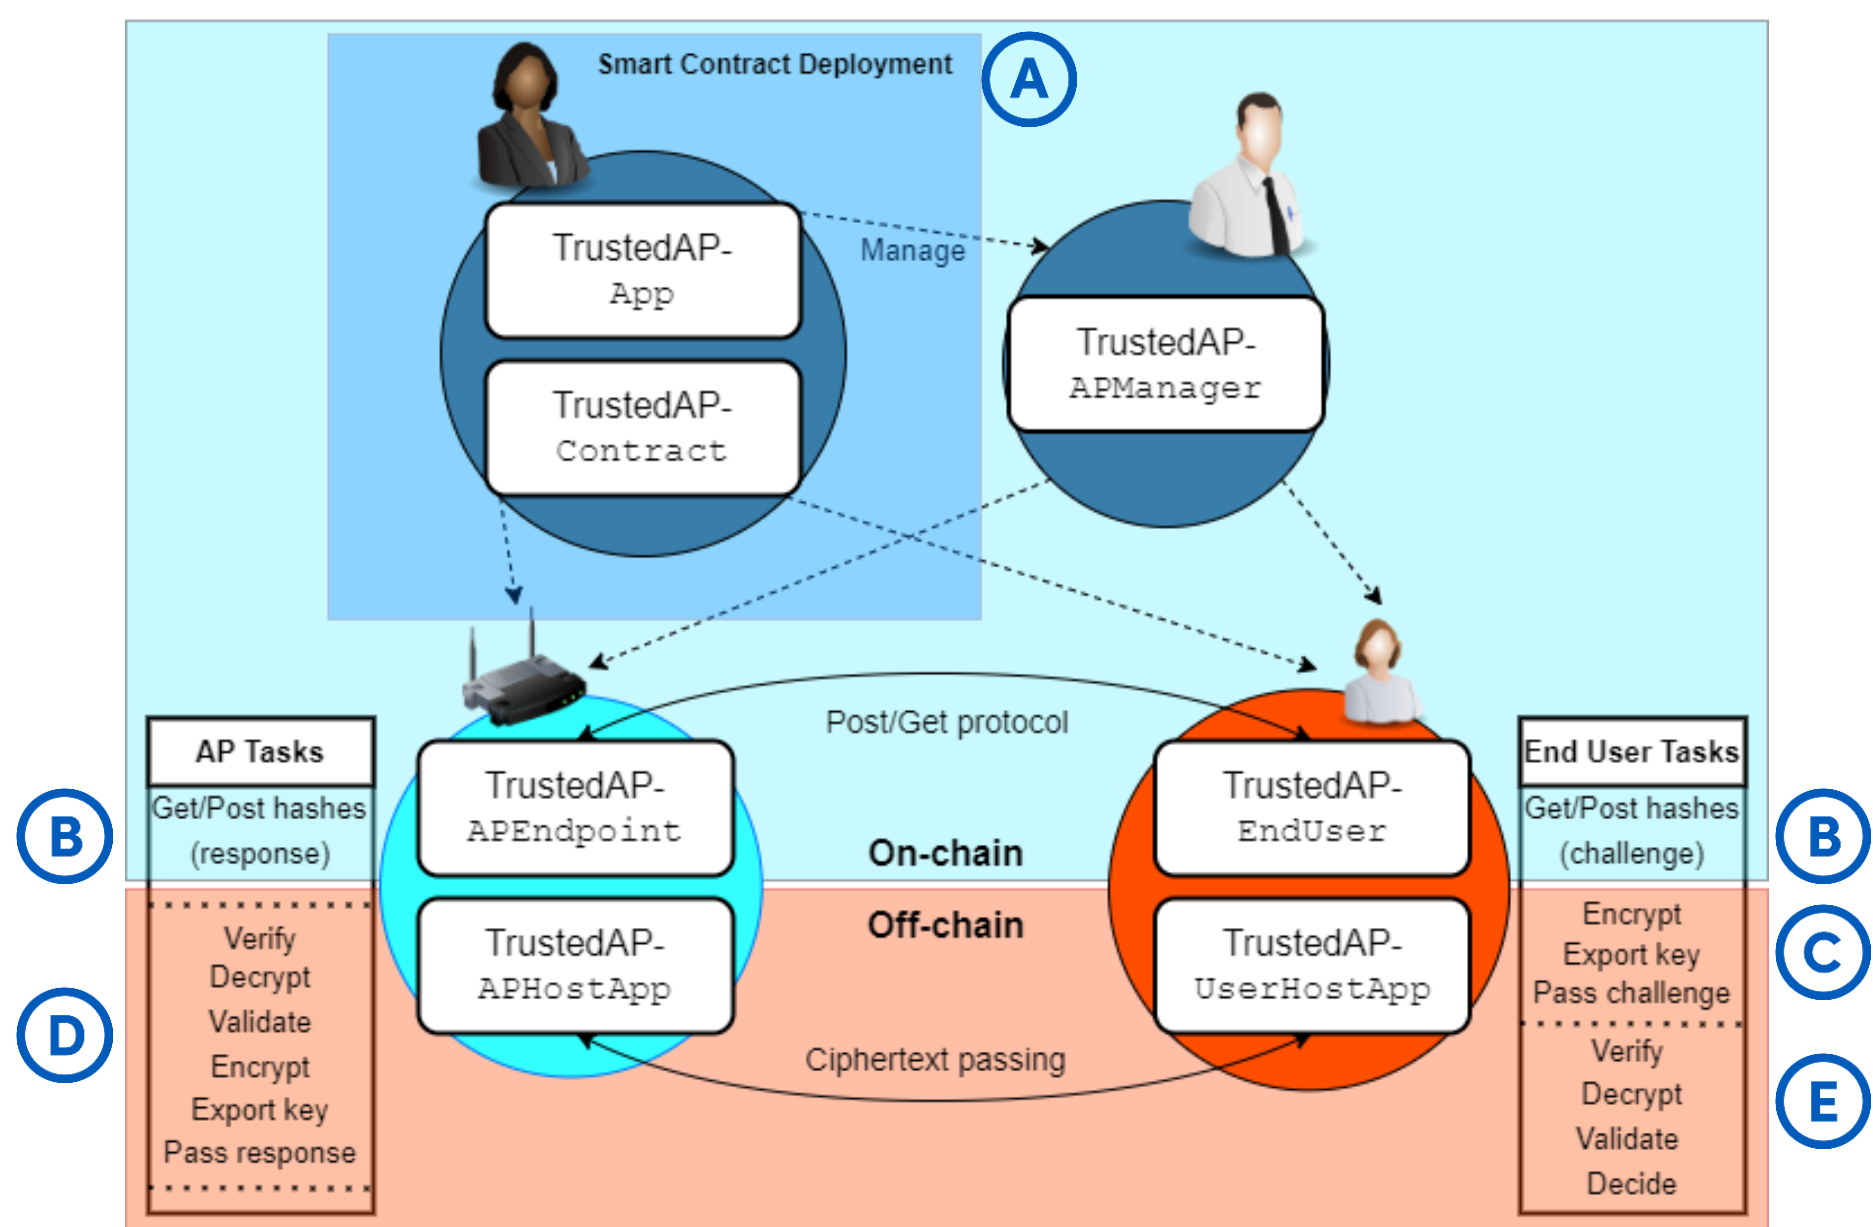 Smart Contract Deployment
A
TrustedAP-
App
Manage
TrustedAP-
APManager
TrustedAP-
Contract
Post/Get protocol
AP Tasks
Get/Post hashes
(response)
B
TrustedAP-
APEndpoint
On-chain
TrustedAP-
EndUser
End User Tasks
Get/Post hashes
(challenge)
B
Verify
Decrypt
Validate
Encrypt
Export key
Pass response
D
Off-chain
TrustedAP-
APHostApp
Ciphertext passing
TrustedAP-
UserHostApp
Encrypt
Export key
Pass challenge
C
Verify
Decrypt
Validate
Decide
E